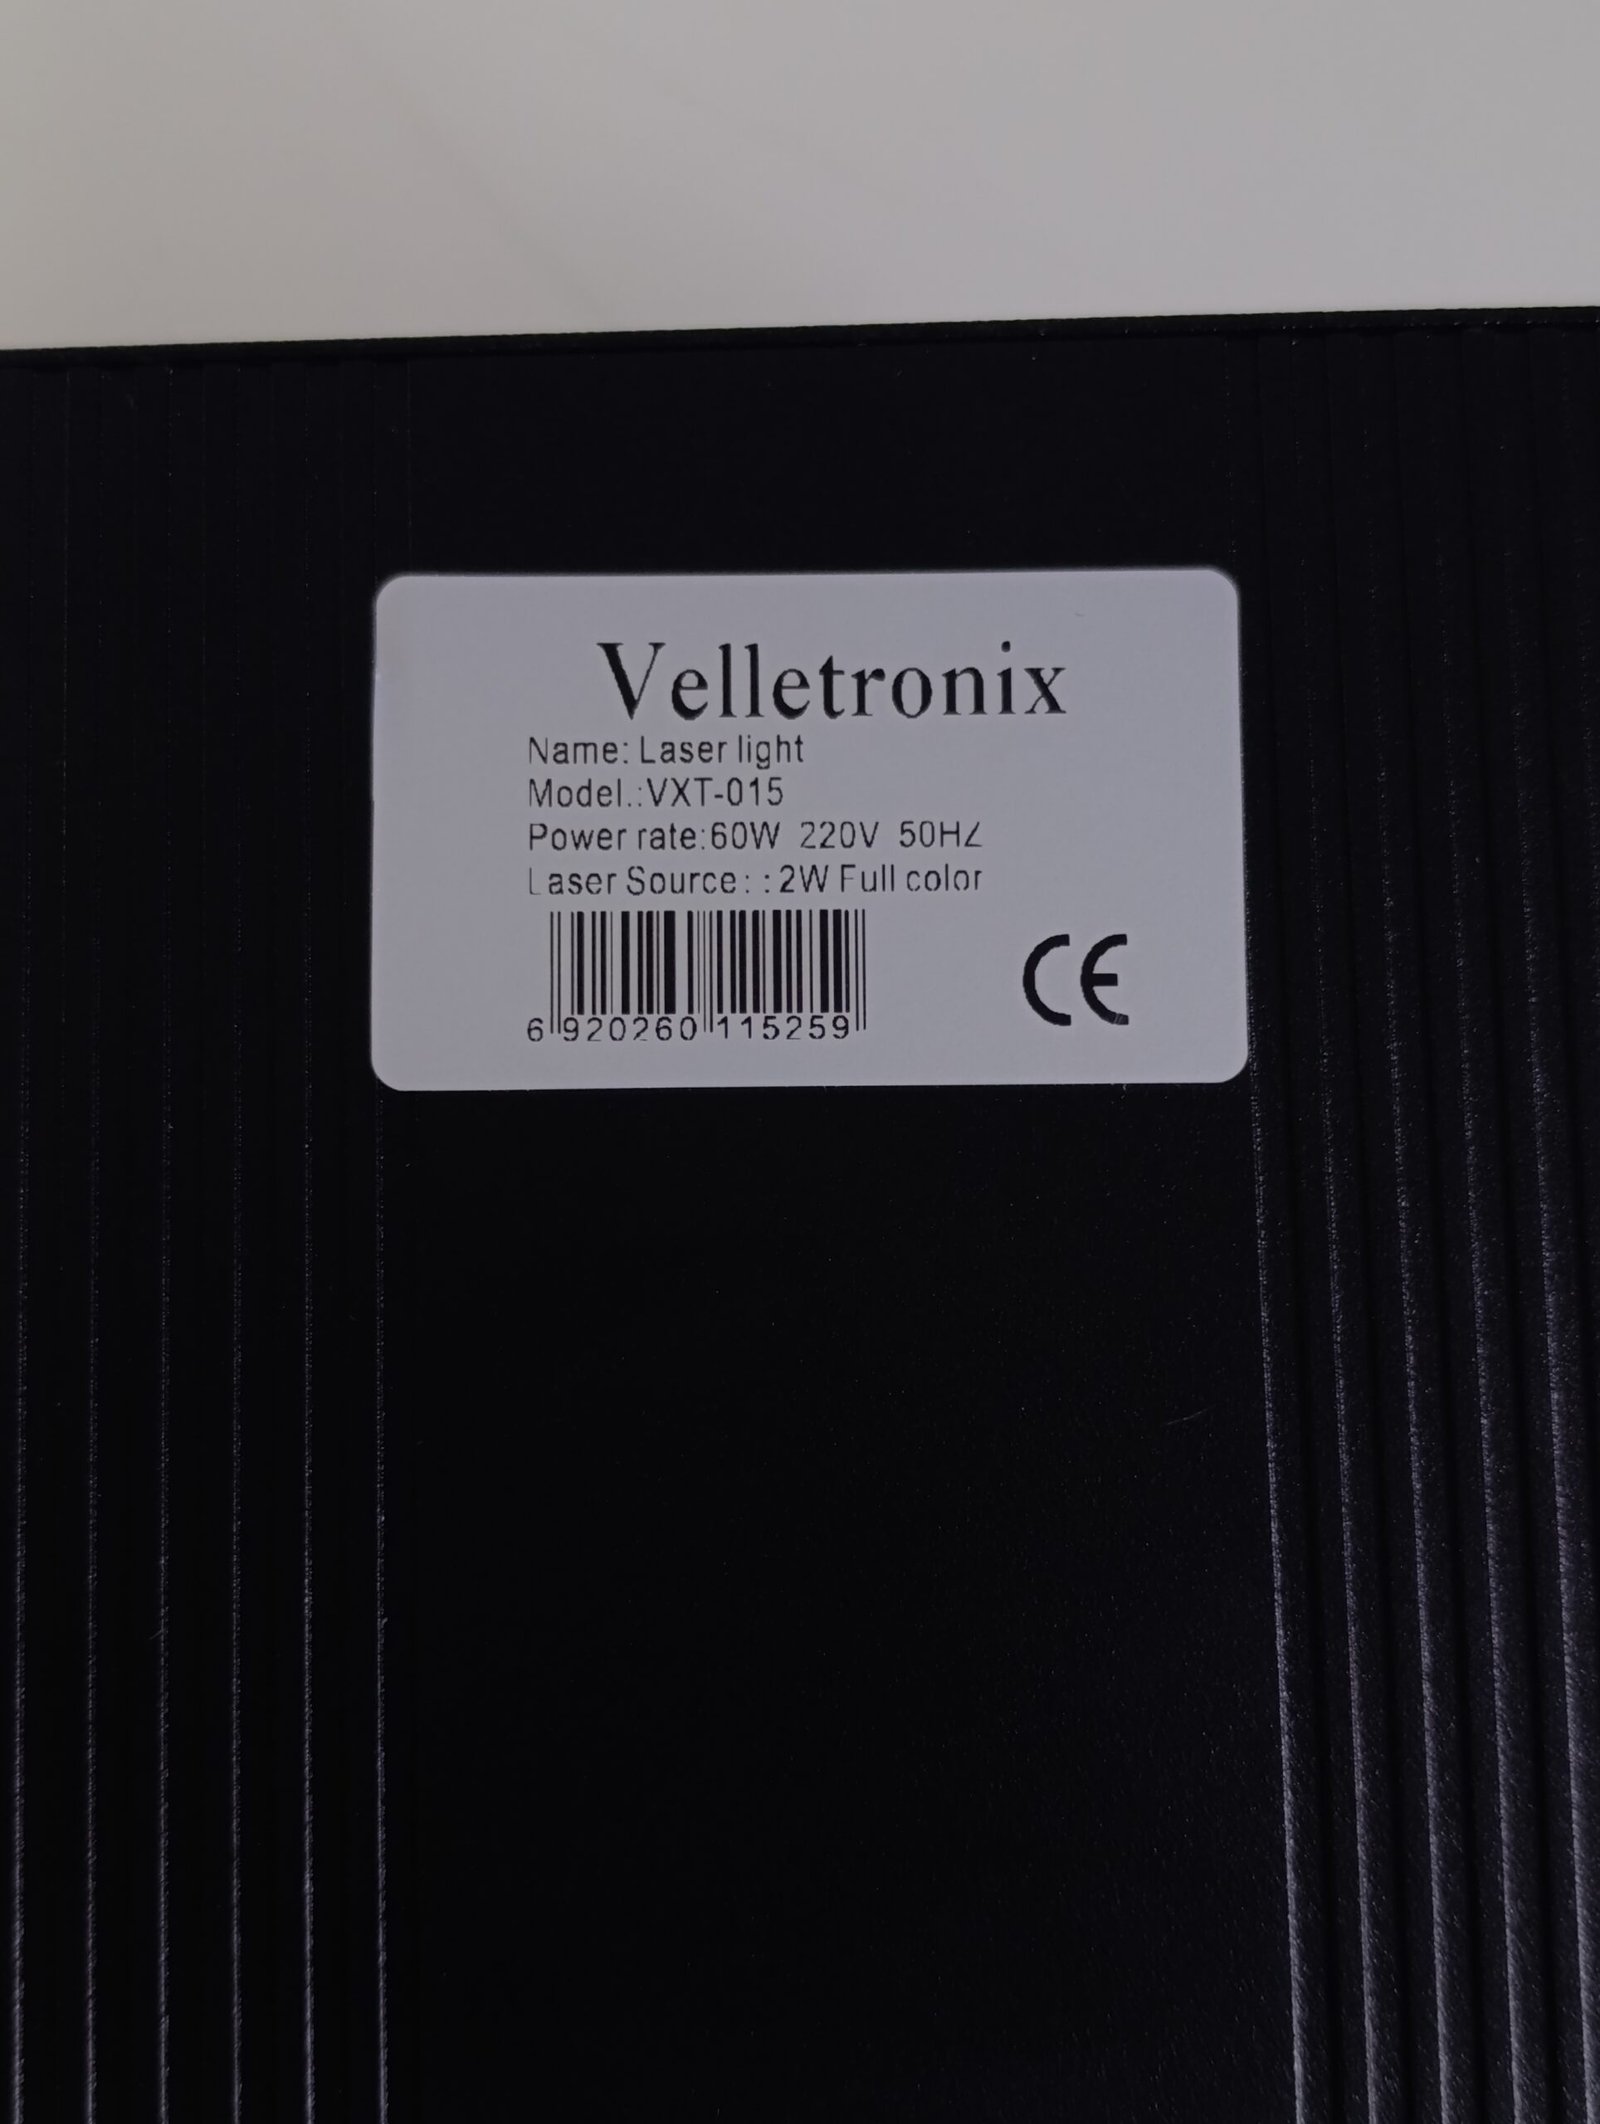 Velletronix
Name: Laser light
Model.:VXT-015
Power rate:60W 220V 50HZ
Laser Source: :2W Full color
6 920260 115259
CE